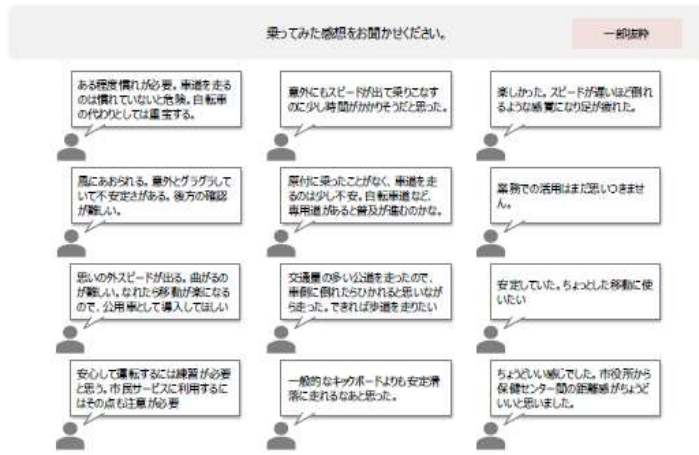 乗ってみた感想をお聞かせください。
一部抜粋
ある程度慣れが必要。車道を走る
のは慣れていないと危険。自転車
の代わりとしては重宝する。
意外にもスピードが出て乗りこなす
のに少し時間がかかりそうだと思った。
楽しかった。スピードが遅いほど倒れ
るような感覚になり足が疲れた。
風にあおられる。意外とグラグラして
いて不安定さがある。後方の確認
が難しい。
原付に乗ったことがなく、車道を走
るのは少し不安。自転車道など、
専用道があると普及が進むのかな。
業務での活用はまだ思いつきませ
ん。
思いの外スピードが出る。曲がるの
が難しい。なれたら移動が楽になる
ので、公用車として導入してほしい
交通量の多い公道を走ったので、
車側に倒れたらひかれると思いなが
ら走った。できれば歩道を走りたい
安定していた。ちょっとした移動に使
いたい
安心して運転するには練習が必要
と思う。市民サービスに利用するに
はその点も注意が必要
一般的なキックボードよりも安定滑
落に走れるなあと思った。
ちょうどいい感じでした。市役所から
保健センター間の距離感がちょうど
いいと思いました。